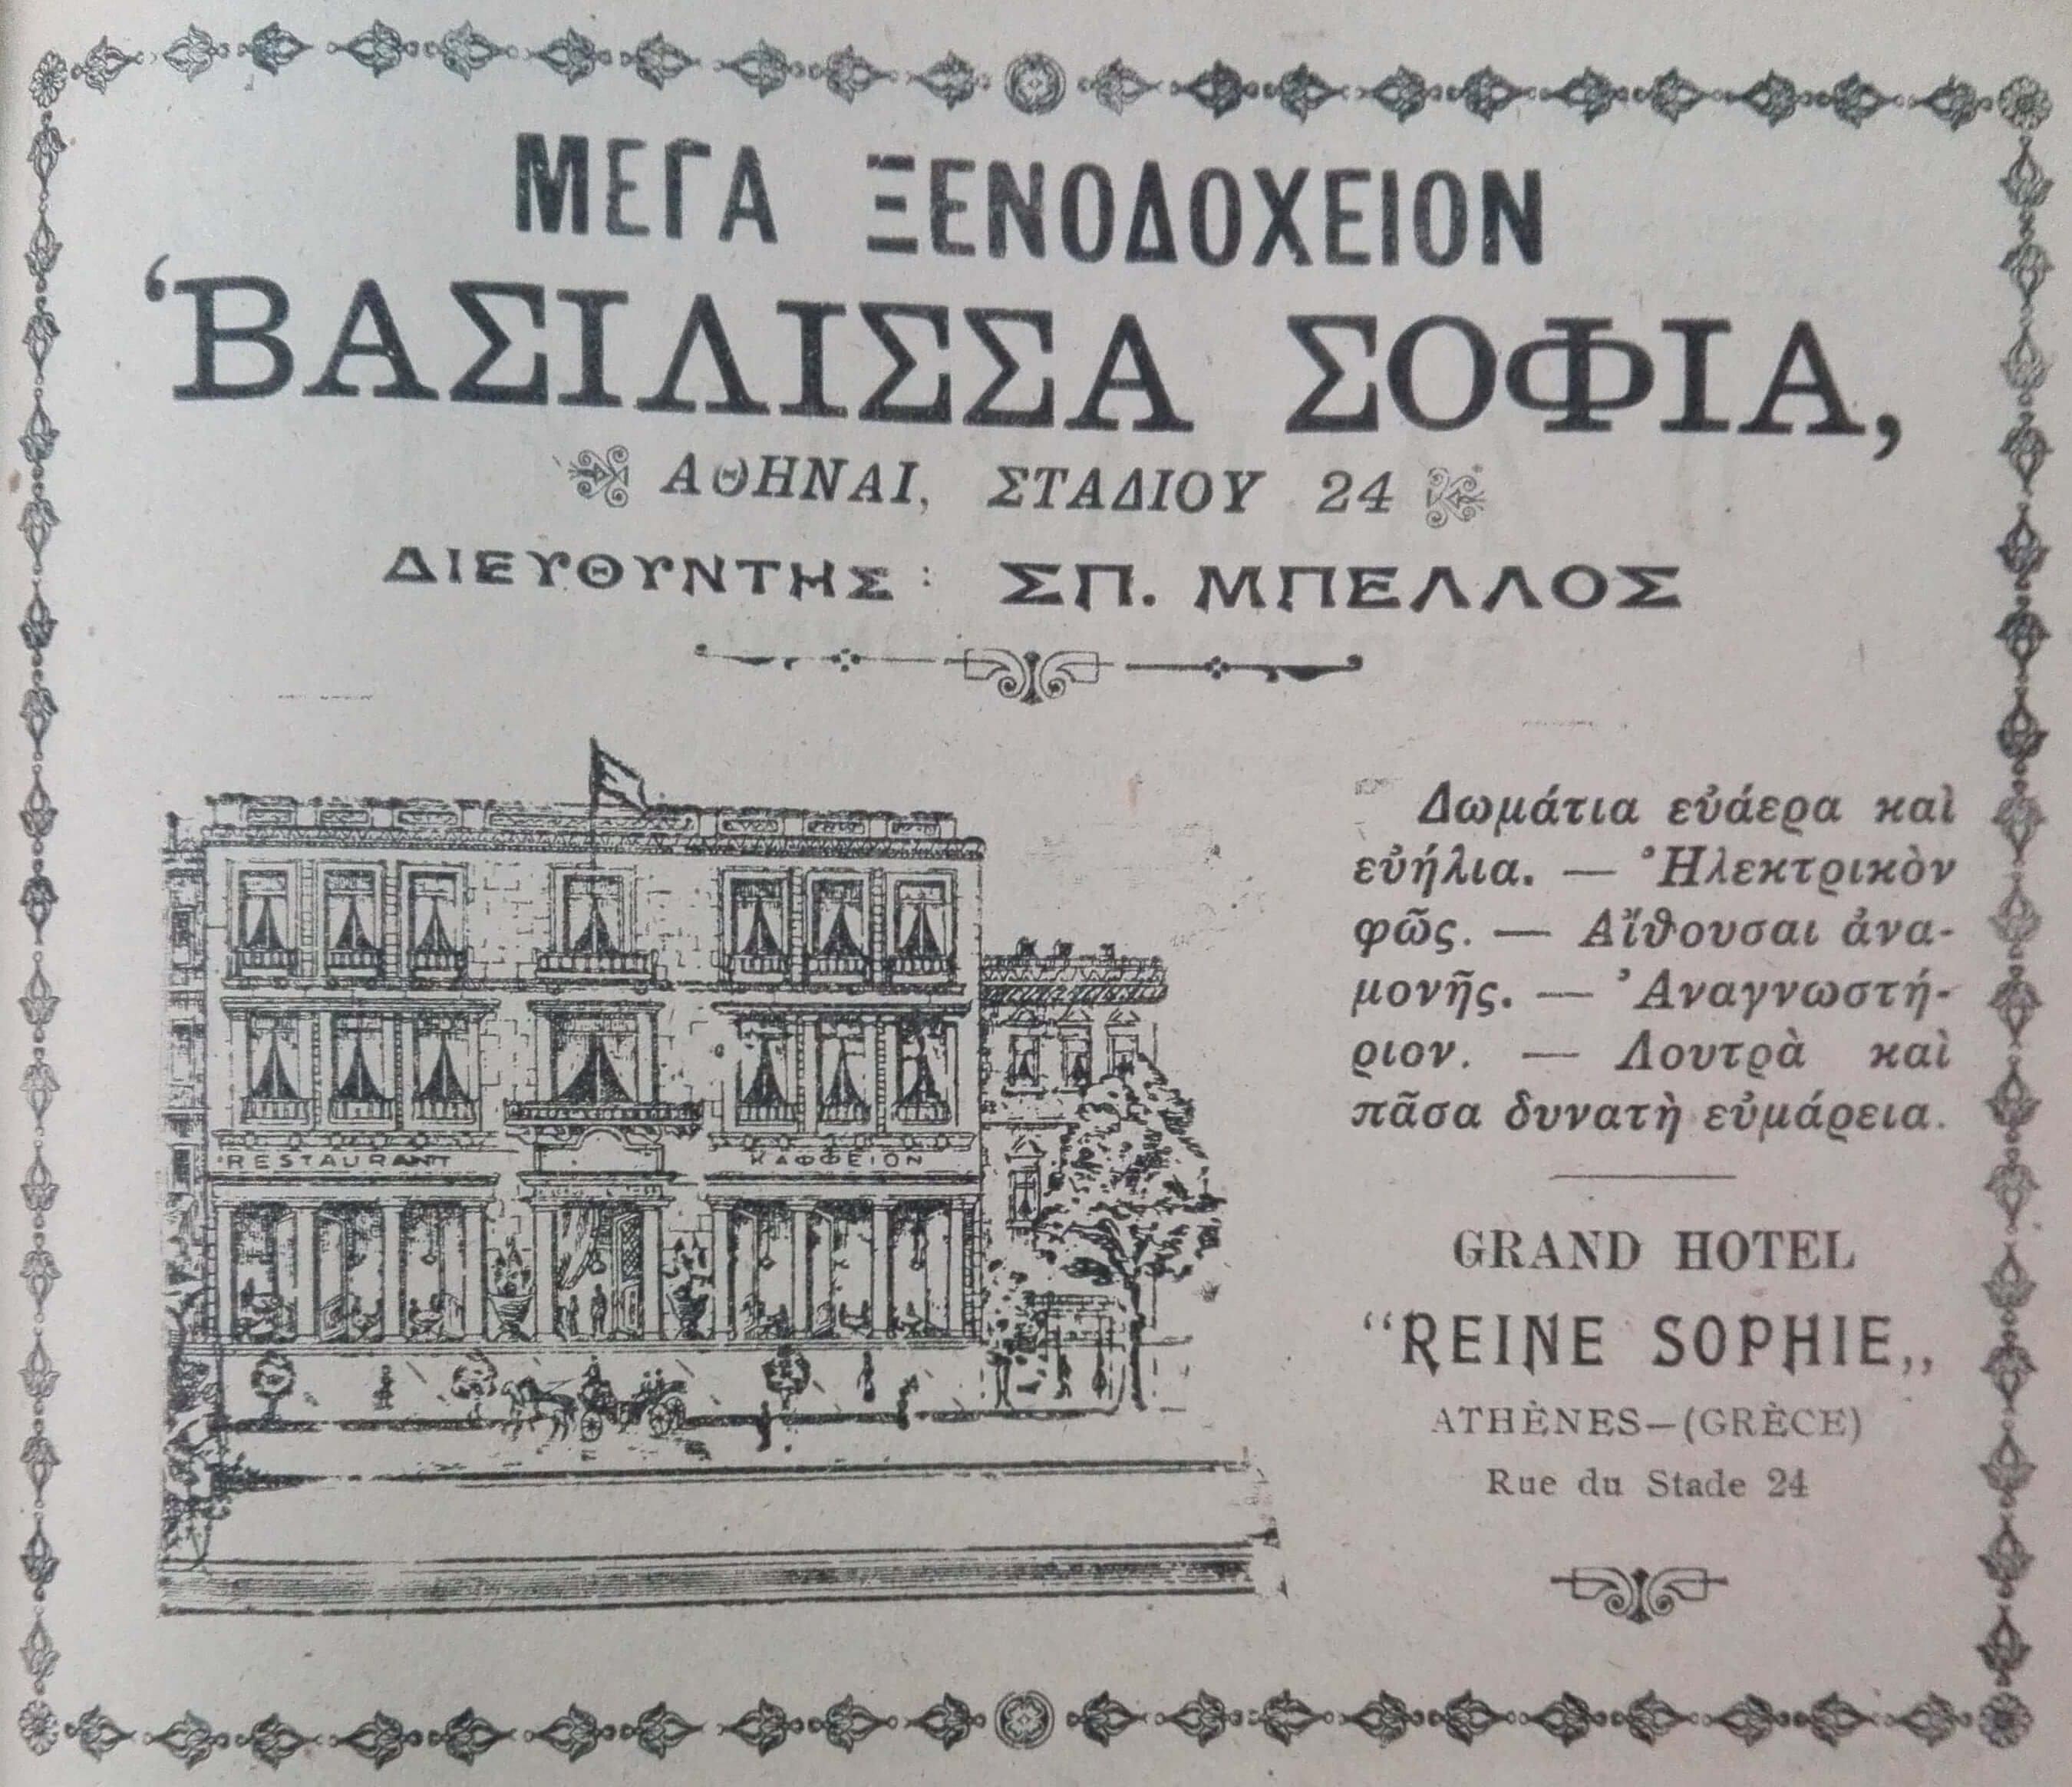 ΜΕΓΑ ΞΕΝΟΔΟΧΕΙΟΝ
‘ΒΑΣΙΛΙΣΣΑ ΣΟΦΙΑ,
ΑΘΗΝΑΙ, ΣΤΑΔΙΟΥ 24
ΔΙΕΥΘΥΝΤΗΣ: ΣΠ. ΜΠΕΛΛΟΣ
RESTAURANT
ΚΑΦΦΕΙΟΝ
Δωμάτια εὐάερα καὶ
εὐήλια. — Ἠλεκτρικὸν
φῶς. — Αἴθουσαι ἀνα-
μονῆς. — Ἀναγνωστή-
ριον. — Λουτρὰ καὶ
πᾶσα δυνατὴ εὐμάρεια.
GRAND HOTEL
“REINE SOPHIE„
ATHÈNES—(GRÈCE)
Rue du Stade 24